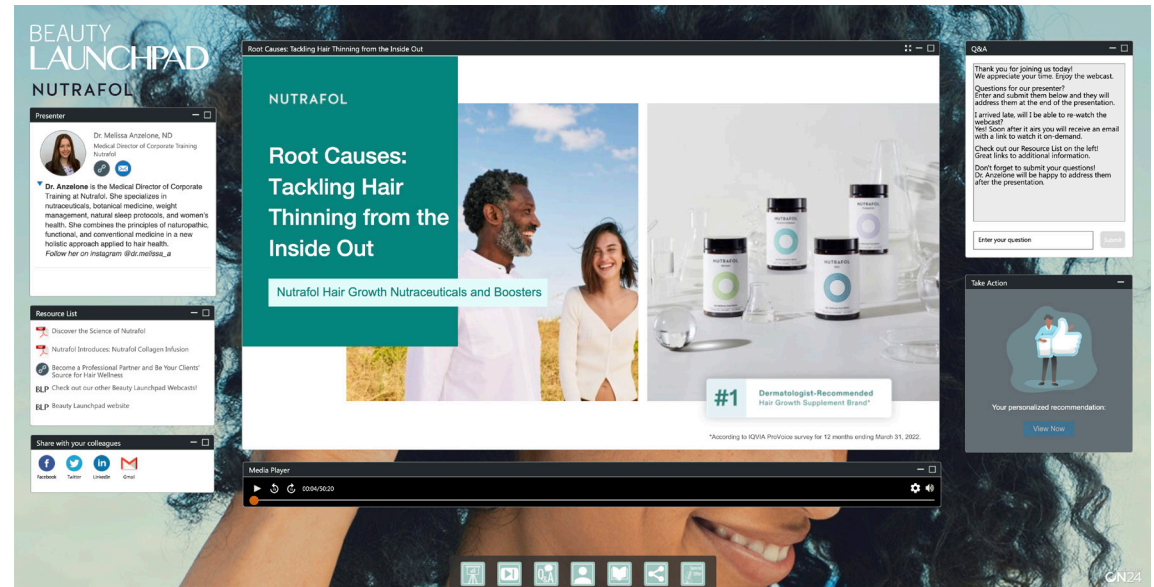 BEAUTY
LAUNCHPAD
NUTRAFOL
Presenter
Dr. Melissa Anzelone, ND
Medical Director of Corporate Training
Nutrafol
Dr. Anzelone is the Medical Director of Corporate
Training at Nutrafol. She specializes in
nutraceuticals, botanical medicine, weight
management, natural sleep protocols, and women's
health. She combines the principles of naturopathic,
functional, and conventional medicine in a new
holistic approach applied to hair health.
Follow her on instagram @dr.melissa_a
Resource List
Discover the Science of Nutrafol
Nutrafol Introduces: Nutrafol Collagen Infusion
Become a Professional Partner and Be Your Clients'
Source for Hair Wellness
BLP Check out our other Beauty Launchpad Webcasts!
BLP Beauty Launchpad website
Share with your colleagues
Facebook Twitter LinkedIn Gmail
Root Causes: Tackling Hair Thinning from the Inside Out
NUTRAFOL
Root Causes:
Tackling Hair
Thinning from the
Inside Out
Nutrafol Hair Growth Nutraceuticals and Boosters
NUTRAFOL
NUTRAFOL
NUTRAFOL
NUTRAFOL
#1 Dermatologist-Recommended
Hair Growth Supplement Brand*
*According to IQVIA ProVoice survey for 12 months ending March 31, 2022.
Media Player
00:04/50:20
Q&A
Thank you for joining us today!
We appreciate your time. Enjoy the webcast.
Questions for our presenter?
Enter and submit them below and they will
address them at the end of the presentation.
I arrived late, will I be able to re-watch the
webcast?
Yes! Soon after it airs you will receive an email
with a link to watch it on-demand.
Check out our Resource List on the left!
Great links to additional information.
Don't forget to submit your questions!
Dr. Anzelone will be happy to address them
after the presentation.
Enter your question
Submit
Take Action
Your personalized recommendation:
View Now
Q&A
ON24